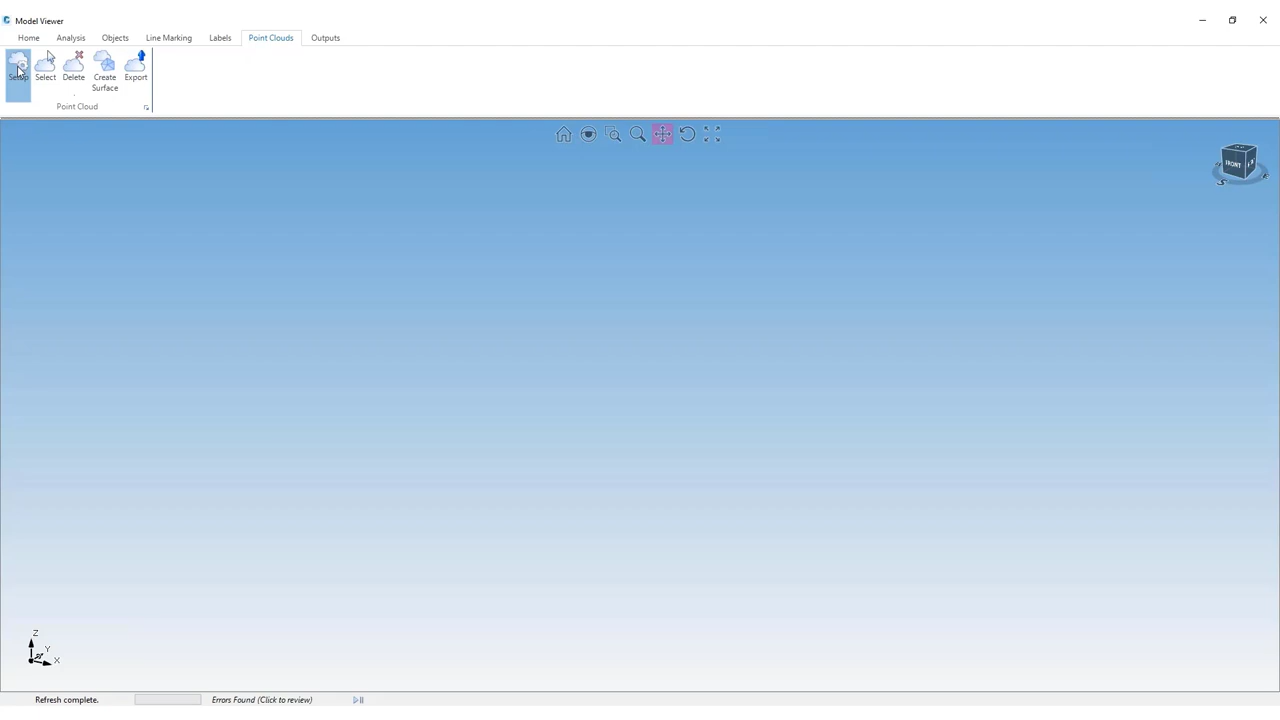 Model Viewer
Home Analysis Objects Line Marking Labels Point Clouds Outputs
Setup Select Delete Create Surface Export
Point Cloud
FRONT
S
Z
Y
X
Refresh complete. Errors Found (Click to review)